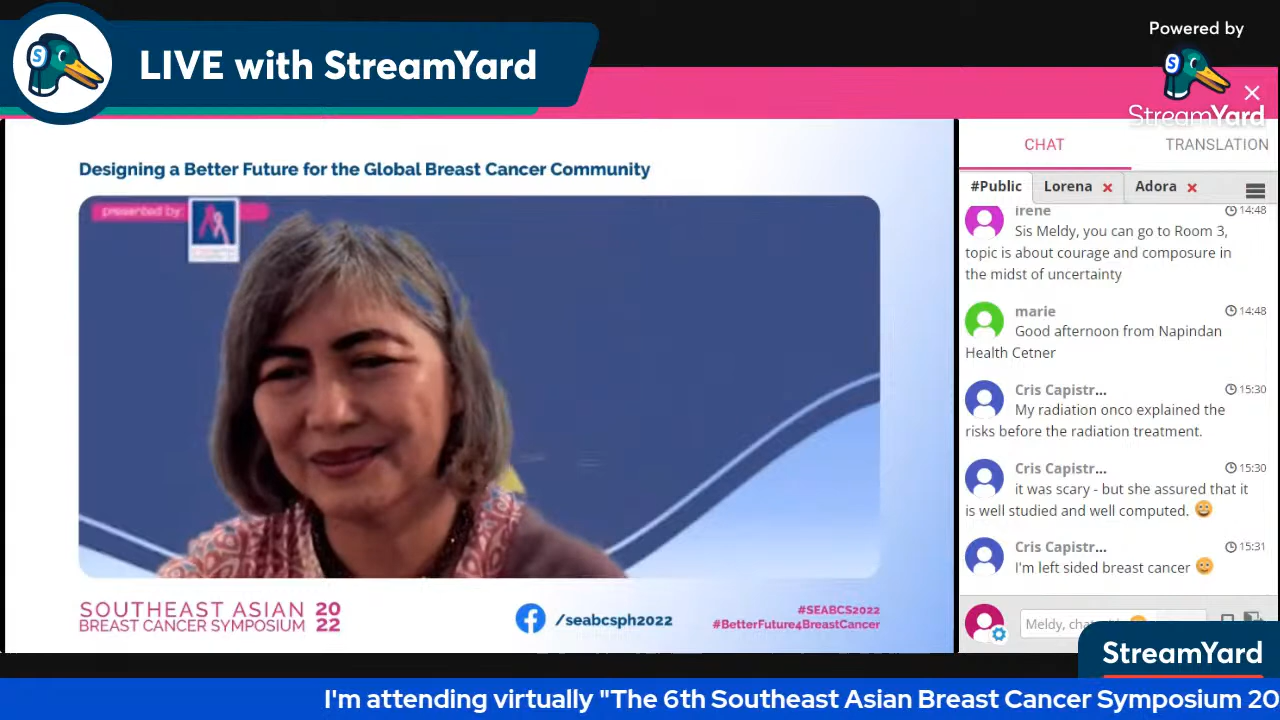 LIVE with StreamYard
Powered by
StreamYard
Designing a Better Future for the Global Breast Cancer Community
presented by:
SOUTHEAST ASIAN
BREAST CANCER SYMPOSIUM
20
22
/seabcsph2022
#SEABCS2022
#BetterFuture4BreastCancer
CHAT
TRANSLATION
#Public
Lorena
Adora
irene
14:48
Sis Meldy, you can go to Room 3,
topic is about courage and composure in
the midst of uncertainty
marie
14:48
Good afternoon from Napindan
Health Cetner
Cris Capistr...
15:30
My radiation onco explained the
risks before the radiation treatment.
Cris Capistr...
15:30
it was scary - but she assured that it
is well studied and well computed.
Cris Capistr...
15:31
I'm left sided breast cancer
Meldy,
StreamYard
I'm attending virtually "The 6th Southeast Asian Breast Cancer Symposium 20